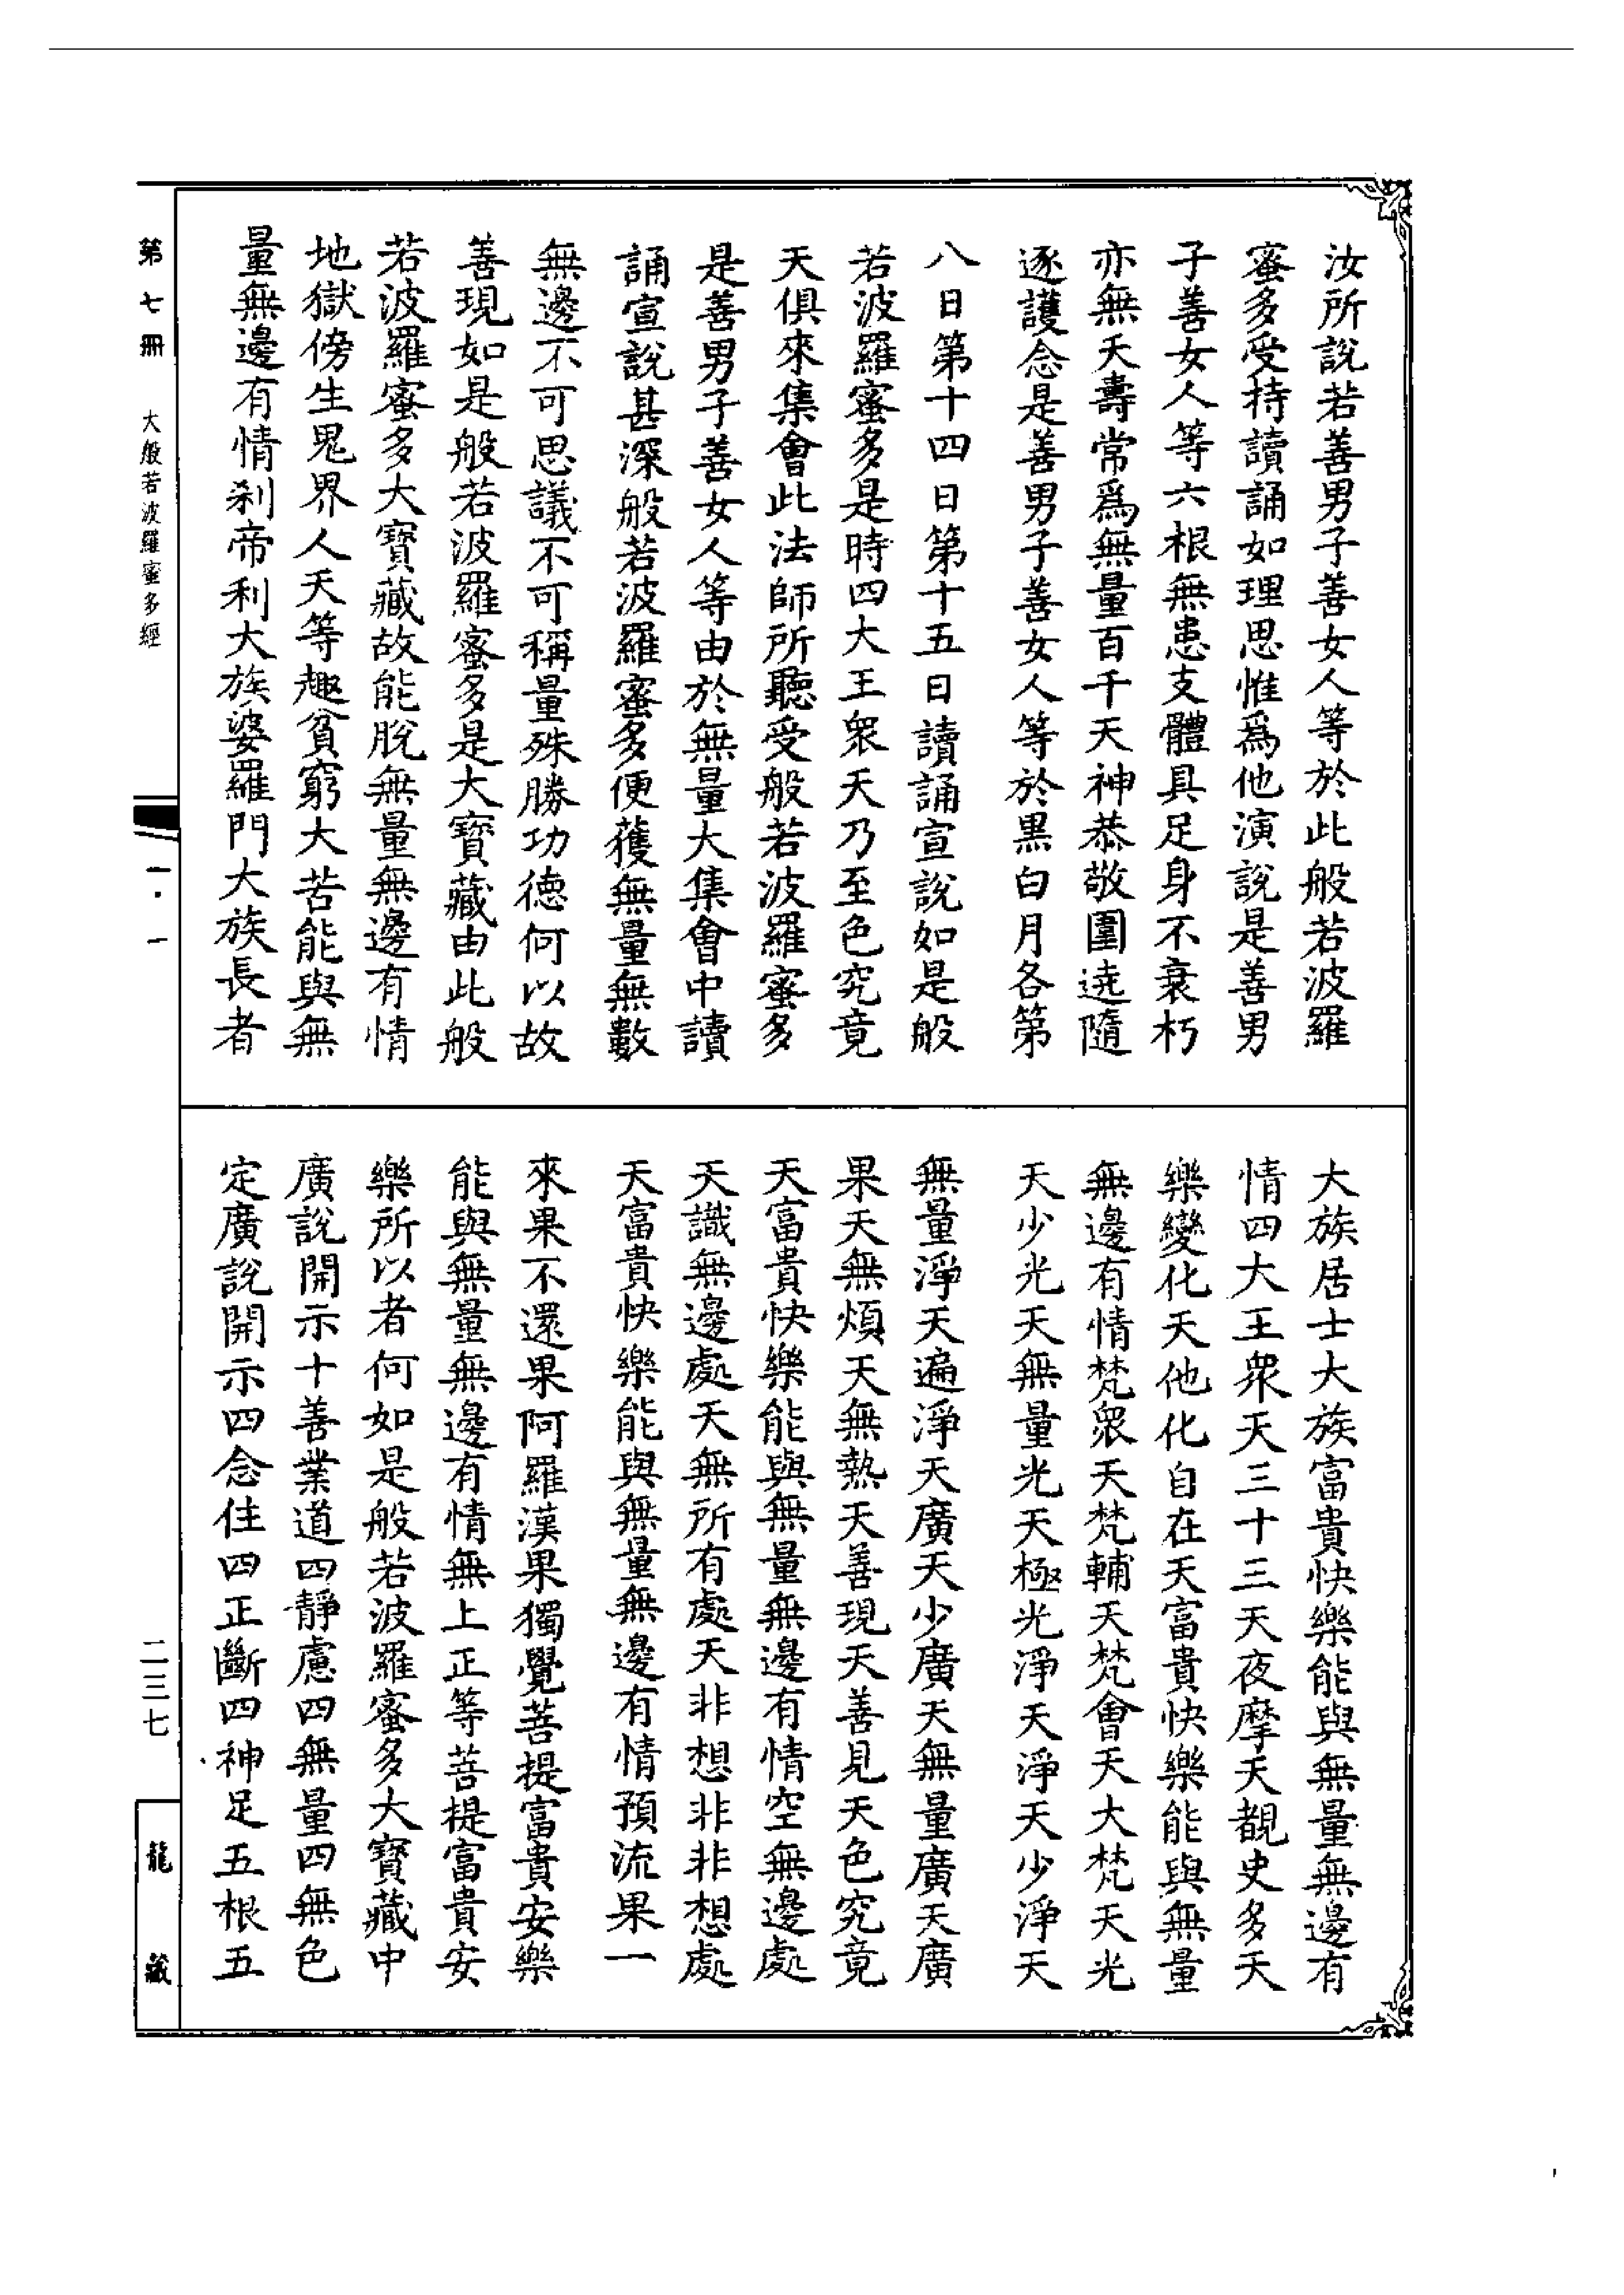 汝所說若善男子善女人等於此般若波羅
蜜多受持讀誦如理思惟爲他演說是善男
子善女人等六根無患支體具足身不衰朽
亦無夭壽常爲無量百千天神恭敬圍遶隨
逐護念是善男子善女人等於黑白月各第
八日第十四日第十五日讀誦宣說如是般
若波羅蜜多是時四大王衆天乃至色究竟
天俱來集會此法師所聽受般若波羅蜜多
是善男子善女人等由於無量大集會中讀
誦宣說甚深般若波羅蜜多便獲無量無數
無邊不可思議不可稱量殊勝功德何以故
善現如是般若波羅蜜多是大寶藏由此般
若波羅蜜多大寶藏故能脫無量無邊有情
地獄傍生鬼界人天等趣貧窮大苦能與無
量無邊有情刹帝利大族婆羅門大族長者
大族居士大族富貴快樂能與無量無邊有
情四大王衆天三十三天夜摩天覩史多天
樂變化天他化自在天富貴快樂能與無量
無邊有情梵衆天梵輔天梵會天大梵天光
天少光天無量光天極光淨天淨天少淨天
無量淨天遍淨天廣天少廣天無量廣天廣
果天無煩天無熱天善現天善見天色究竟
天富貴快樂能與無量無邊有情空無邊處
天識無邊處天無所有處天非想非非想處
天富貴快樂能與無量無邊有情預流果一
來果不還果阿羅漢果獨覺菩提富貴安樂
能與無量無邊有情無上正等菩提富貴安
樂所以者何如是般若波羅蜜多大寶藏中
廣說開示十善業道四靜慮四無量四無色
定廣說開示四念住四正斷四神足五根五
第七冊 大般若波羅蜜多經 一·一 二三七 龍藏